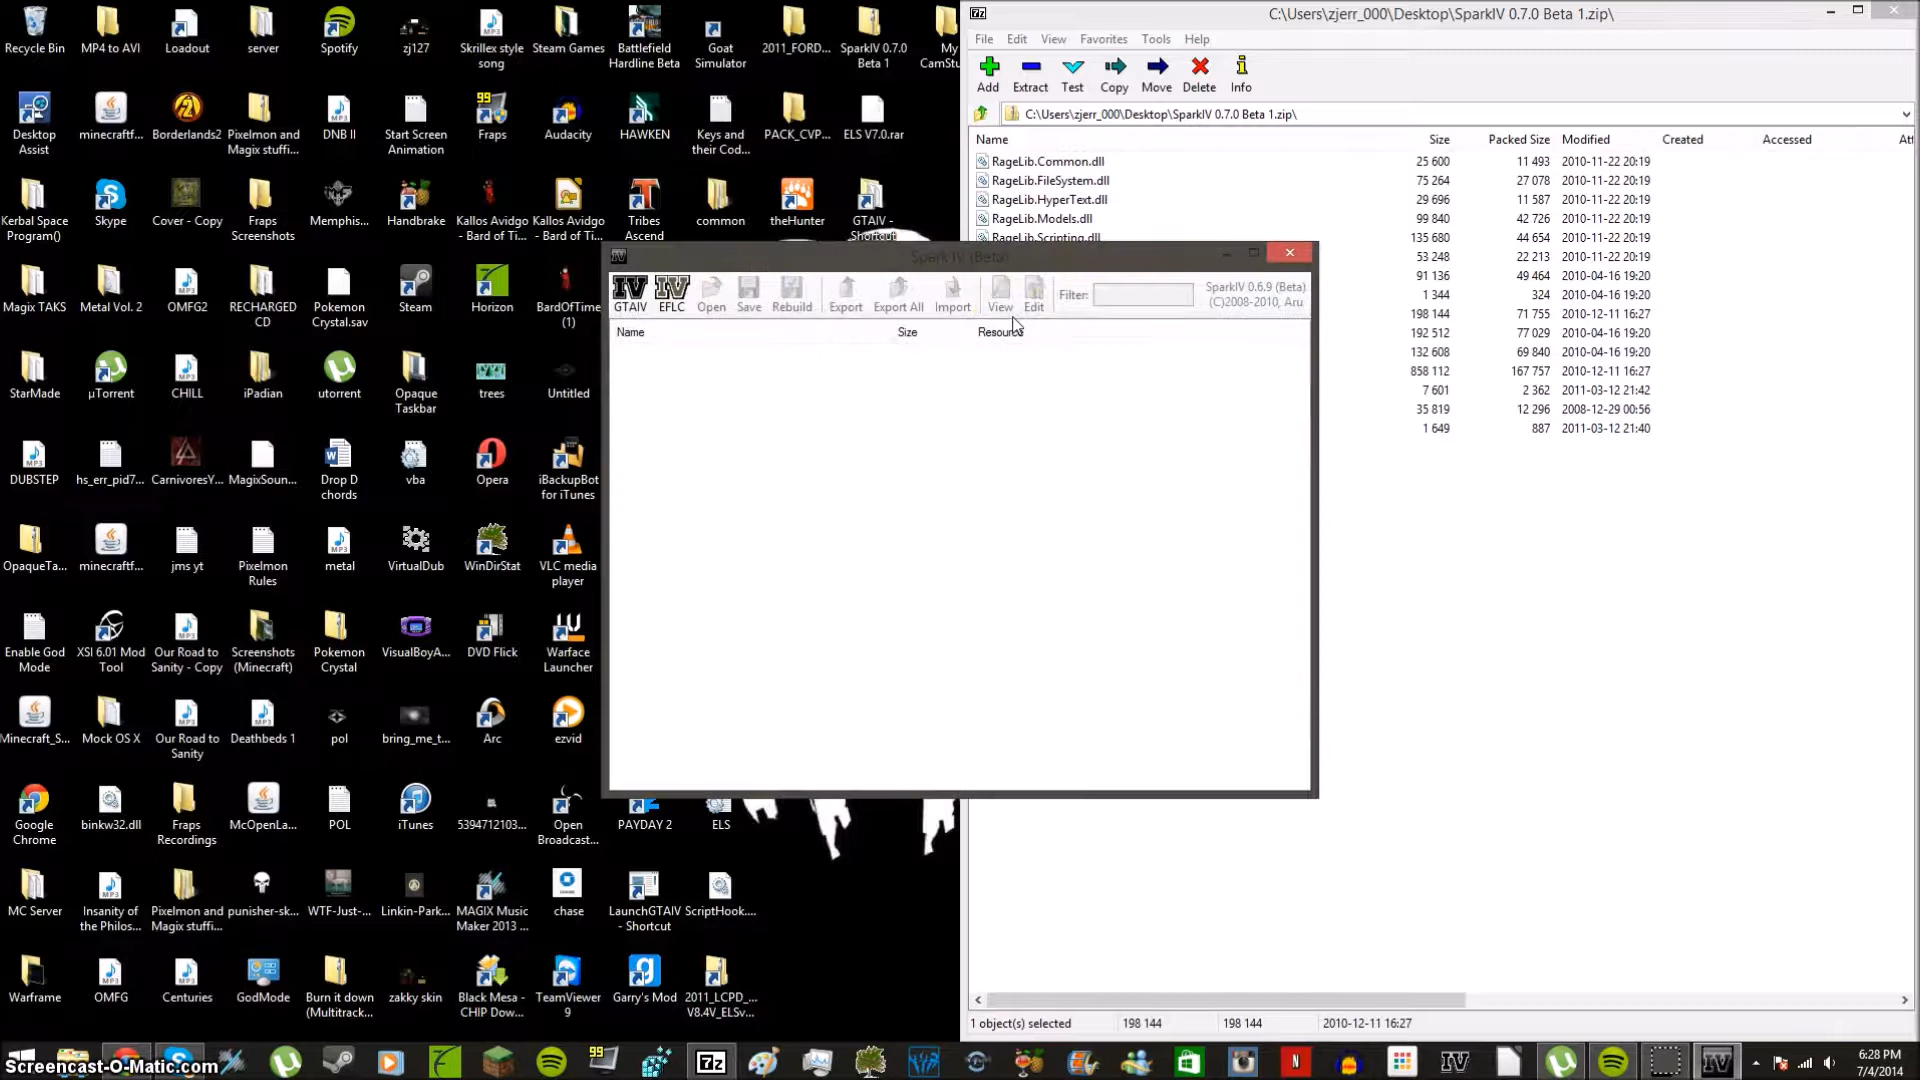 Recycle Bin
MP4 to AVI
Loadout
server
Spotify
zj127
Skrillex style
song
Steam Games
Battlefield
Hardline Beta
Goat
Simulator
2011_FORD...
SparkIV 0.7.0
Beta 1
My
CamStu
Desktop
Assist
minecraftf...
Borderlands2
Pixelmon and
Magix stuffi...
DNB II
Start Screen
Animation
99
Fraps
Audacity
HAWKEN
Keys and
their Cod...
PACK_CVP...
ELS V7.0.rar
Kerbal Space
Program()
Skype
Cover - Copy
Fraps
Screenshots
Memphis...
Handbrake
Kallos Avidgo
- Bard of Ti...
Kallos Avidgo
- Bard of Ti...
Tribes
Ascend
common
theHunter
GTAIV -
Shortcut
Magix TAKS
Metal Vol. 2
OMFG2
RECHARGED
CD
Pokemon
Crystal.sav
Steam
Horizon
BardOfTime
(1)
StarMade
µTorrent
CHILL
iPadian
utorrent
Opaque
Taskbar
trees
Untitled
DUBSTEP
hs_err_pid7...
CarnivoresY...
MagixSoun...
Drop D
chords
vba
Opera
iBackupBot
for iTunes
OpaqueTa...
minecraftf...
jms yt
Pixelmon
Rules
metal
VirtualDub
WinDirStat
VLC media
player
Enable God
Mode
XSI 6.01 Mod
Tool
Our Road to
Sanity - Copy
Screenshots
(Minecraft)
Pokemon
Crystal
VisualBoyA...
DVD Flick
Warface
Launcher
Minecraft_S...
Mock OS X
Our Road to
Sanity
Deathbeds 1
pol
bring_me_t...
Arc
ezvid
Google
Chrome
binkw32.dll
Fraps
Recordings
McOpenLa...
POL
iTunes
5394712103...
Open
Broadcast...
PAYDAY 2
ELS
MC Server
Insanity of
the Philos...
Pixelmon and
Magix stuffi...
punisher-sk...
WTF-Just-...
Linkin-Park...
MAGIX Music
Maker 2013 ...
chase
LaunchGTAIV
- Shortcut
ScriptHook....
Warframe
OMFG
Centuries
GodMode
Burn it down
(Multitrack...
zakky skin
Black Mesa -
CHIP Dow...
TeamViewer
9
Garry's Mod
2011_LCPD_...
V8.4V_ELSv...
7z
C:\Users\zjerr_000\Desktop\SparkIV 0.7.0 Beta 1.zip\
File Edit View Favorites Tools Help
Add Extract Test Copy Move Delete Info
C:\Users\zjerr_000\Desktop\SparkIV 0.7.0 Beta 1.zip\
Name Size Packed Size Modified Created Accessed Att
RageLib.Common.dll 25 600 11 493 2010-11-22 20:19
RageLib.FileSystem.dll 75 264 27 078 2010-11-22 20:19
RageLib.HyperText.dll 29 696 11 587 2010-11-22 20:19
RageLib.Models.dll 99 840 42 726 2010-11-22 20:19
RageLib.Scripting.dll 135 680 44 654 2010-11-22 20:19
53 248 22 213 2010-11-22 20:19
91 136 49 464 2010-04-16 19:20
1 344 324 2010-04-16 19:20
198 144 71 755 2010-12-11 16:27
192 512 77 029 2010-04-16 19:20
132 608 69 840 2010-04-16 19:20
858 112 167 757 2010-12-11 16:27
7 601 2 362 2011-03-12 21:42
35 819 12 296 2008-12-29 00:56
1 649 887 2011-03-12 21:40
1 object(s) selected 198 144 198 144 2010-12-11 16:27
IV
Spark IV (Beta)
IV IV
GTAIV EFLC Open Save Rebuild Export Export All Import View Edit Filter:
SparkIV 0.6.9 (Beta)
(C)2008-2010, Aru
Name Size Resource
Screencast-O-Matic.com
99
7z
N
IV
IV
6:28 PM
7/4/2014